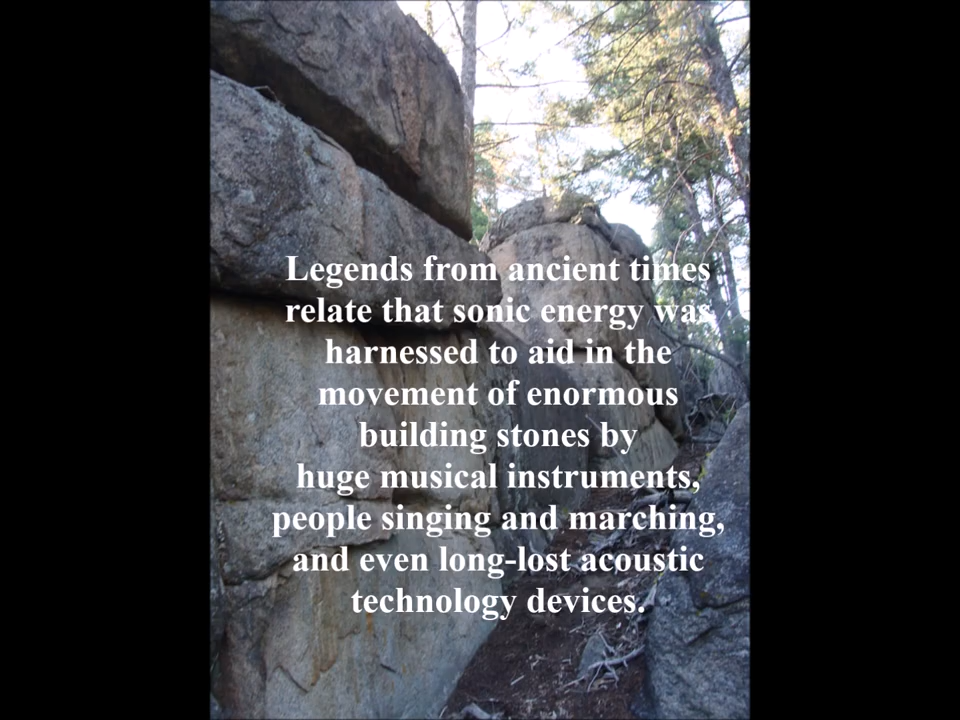 Legends from ancient times
relate that sonic energy was
harnessed to aid in the
movement of enormous
building stones by
huge musical instruments,
people singing and marching,
and even long-lost acoustic
technology devices.